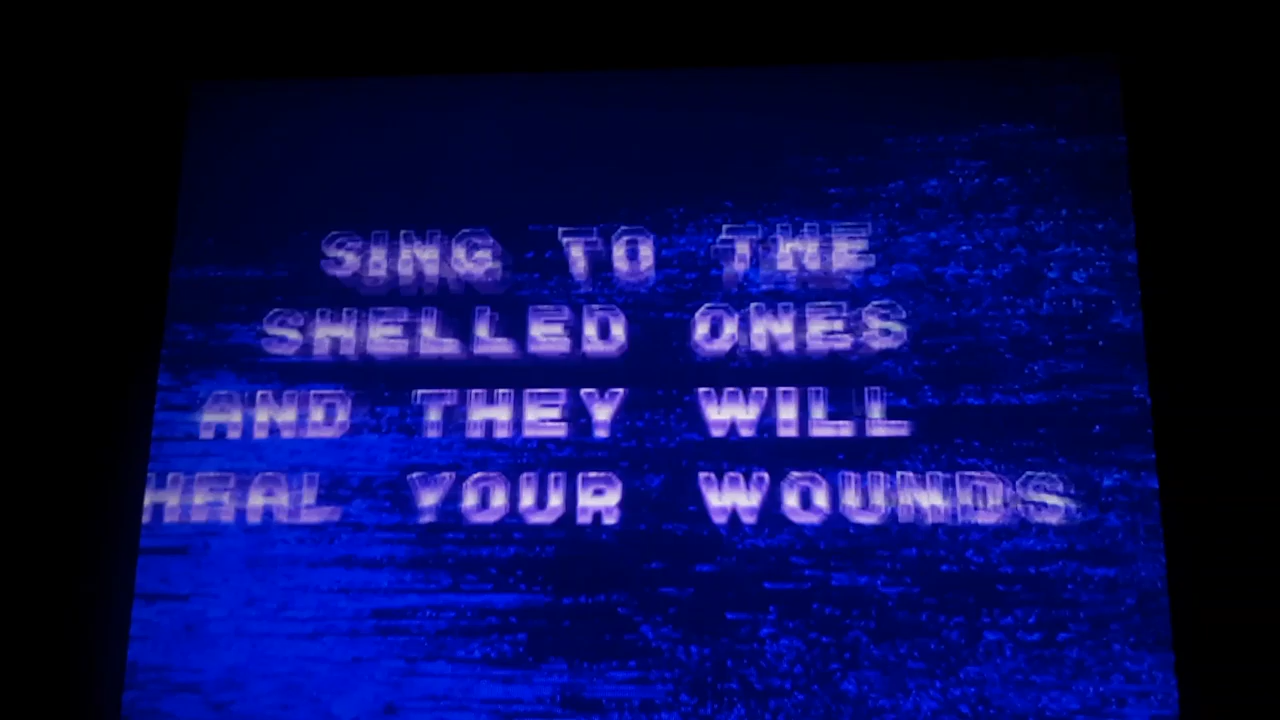 SING TO THE
SHELLED ONES
AND THEY WILL
HEAL YOUR WOUNDS